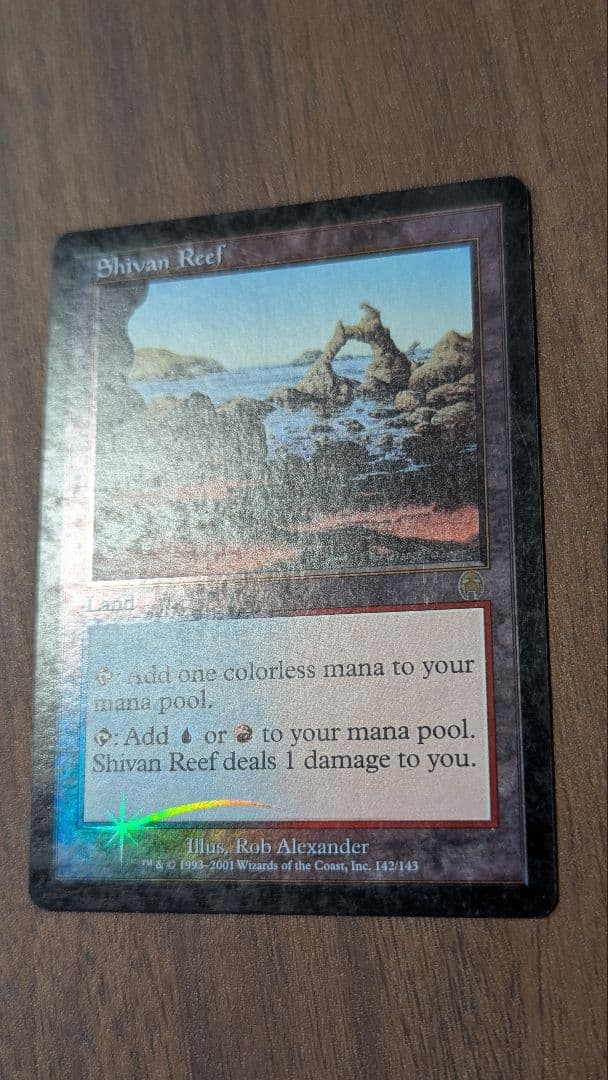 Shivan Reef
Land
: Add one colorless mana to your
mana pool.
: Add or to your mana pool.
Shivan Reef deals 1 damage to you.
Illus. Rob Alexander
™ & © 1993–2001 Wizards of the Coast, Inc. 142/143